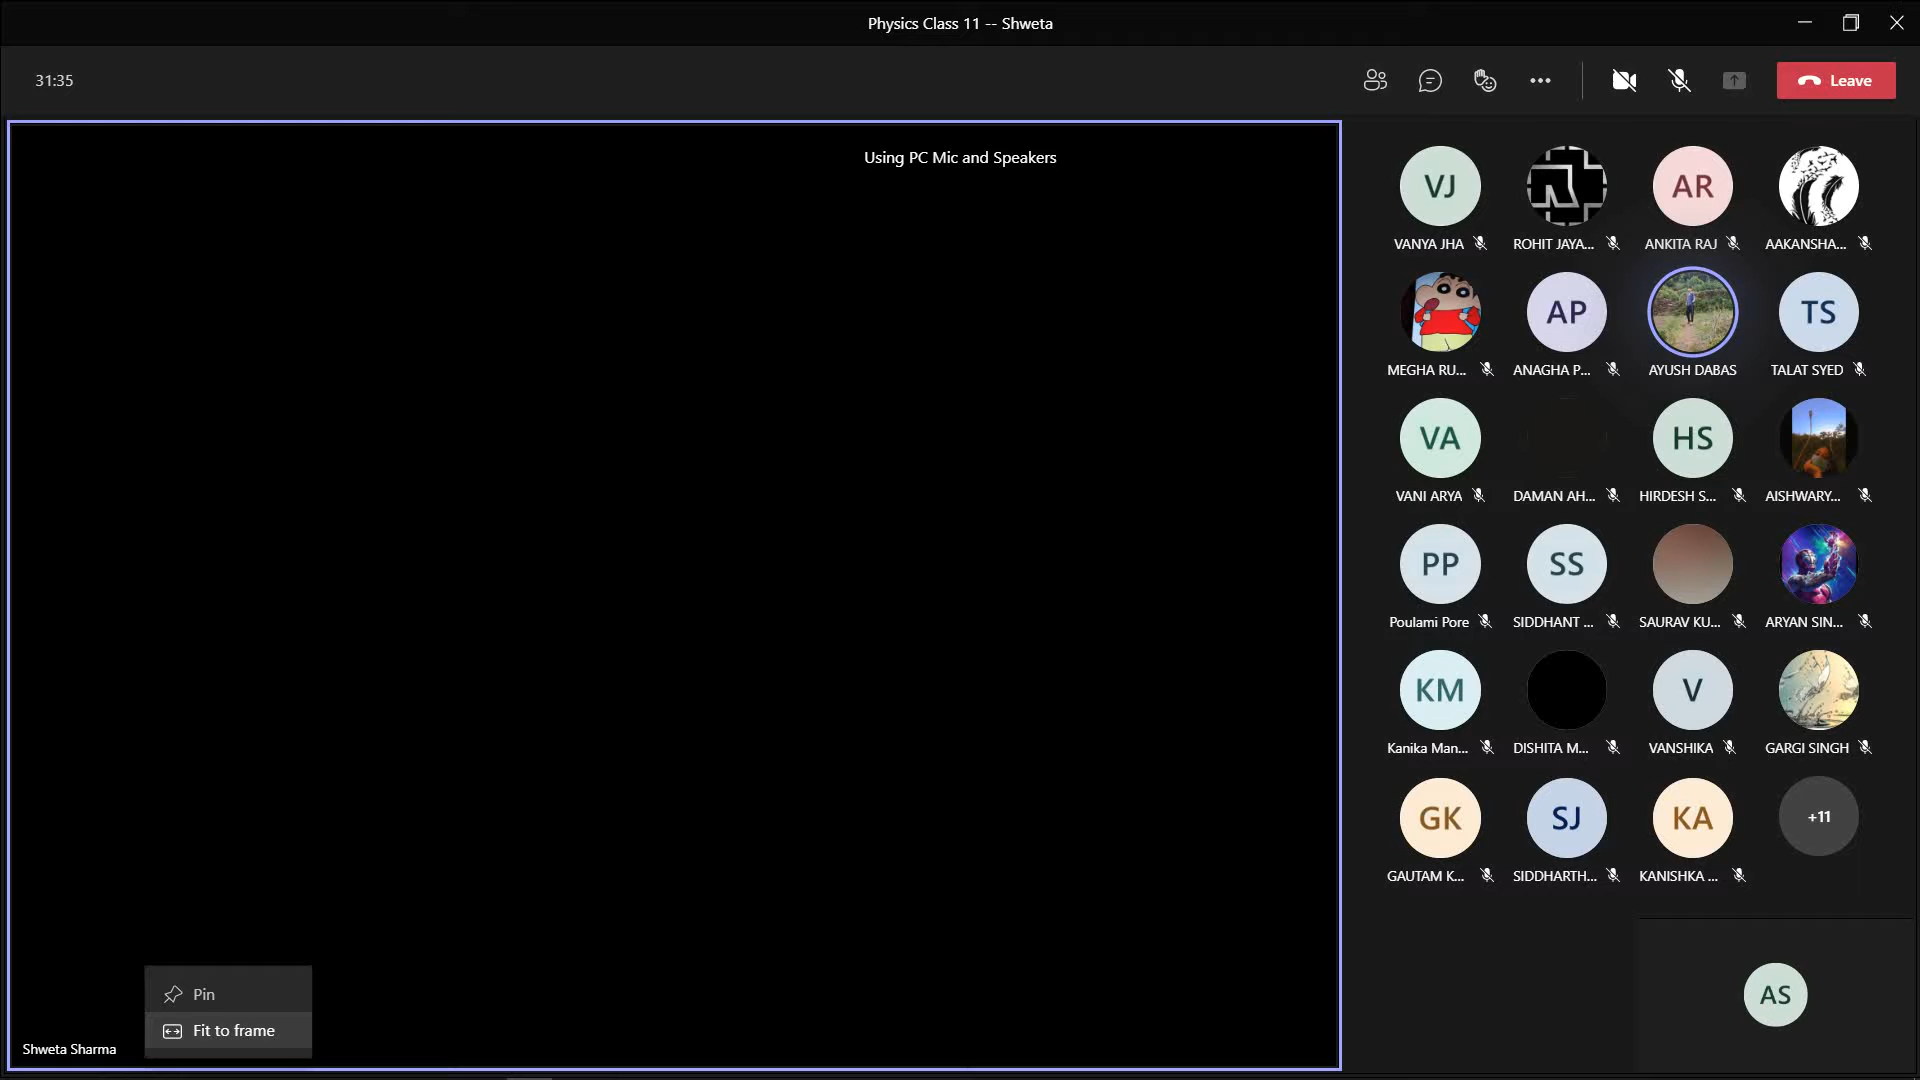 Physics Class 11 -- Shweta
31:35
Leave
Using PC Mic and Speakers
VJ
AR
VANYA JHA
ROHIT JAYA...
ANKITA RAJ
AAKANSHA...
AP
TS
MEGHA RU...
ANAGHA P...
AYUSH DABAS
TALAT SYED
VA
HS
VANI ARYA
DAMAN AH...
HIRDESH S...
AISHWARY...
PP
SS
Poulami Pore
SIDDHANT ...
SAURAV KU...
ARYAN SIN...
KM
V
Kanika Man...
DISHITA M...
VANSHIKA
GARGI SINGH
GK
SJ
KA
+11
GAUTAM K...
SIDDHARTH...
KANISHKA ...
AS
Pin
Fit to frame
Shweta Sharma